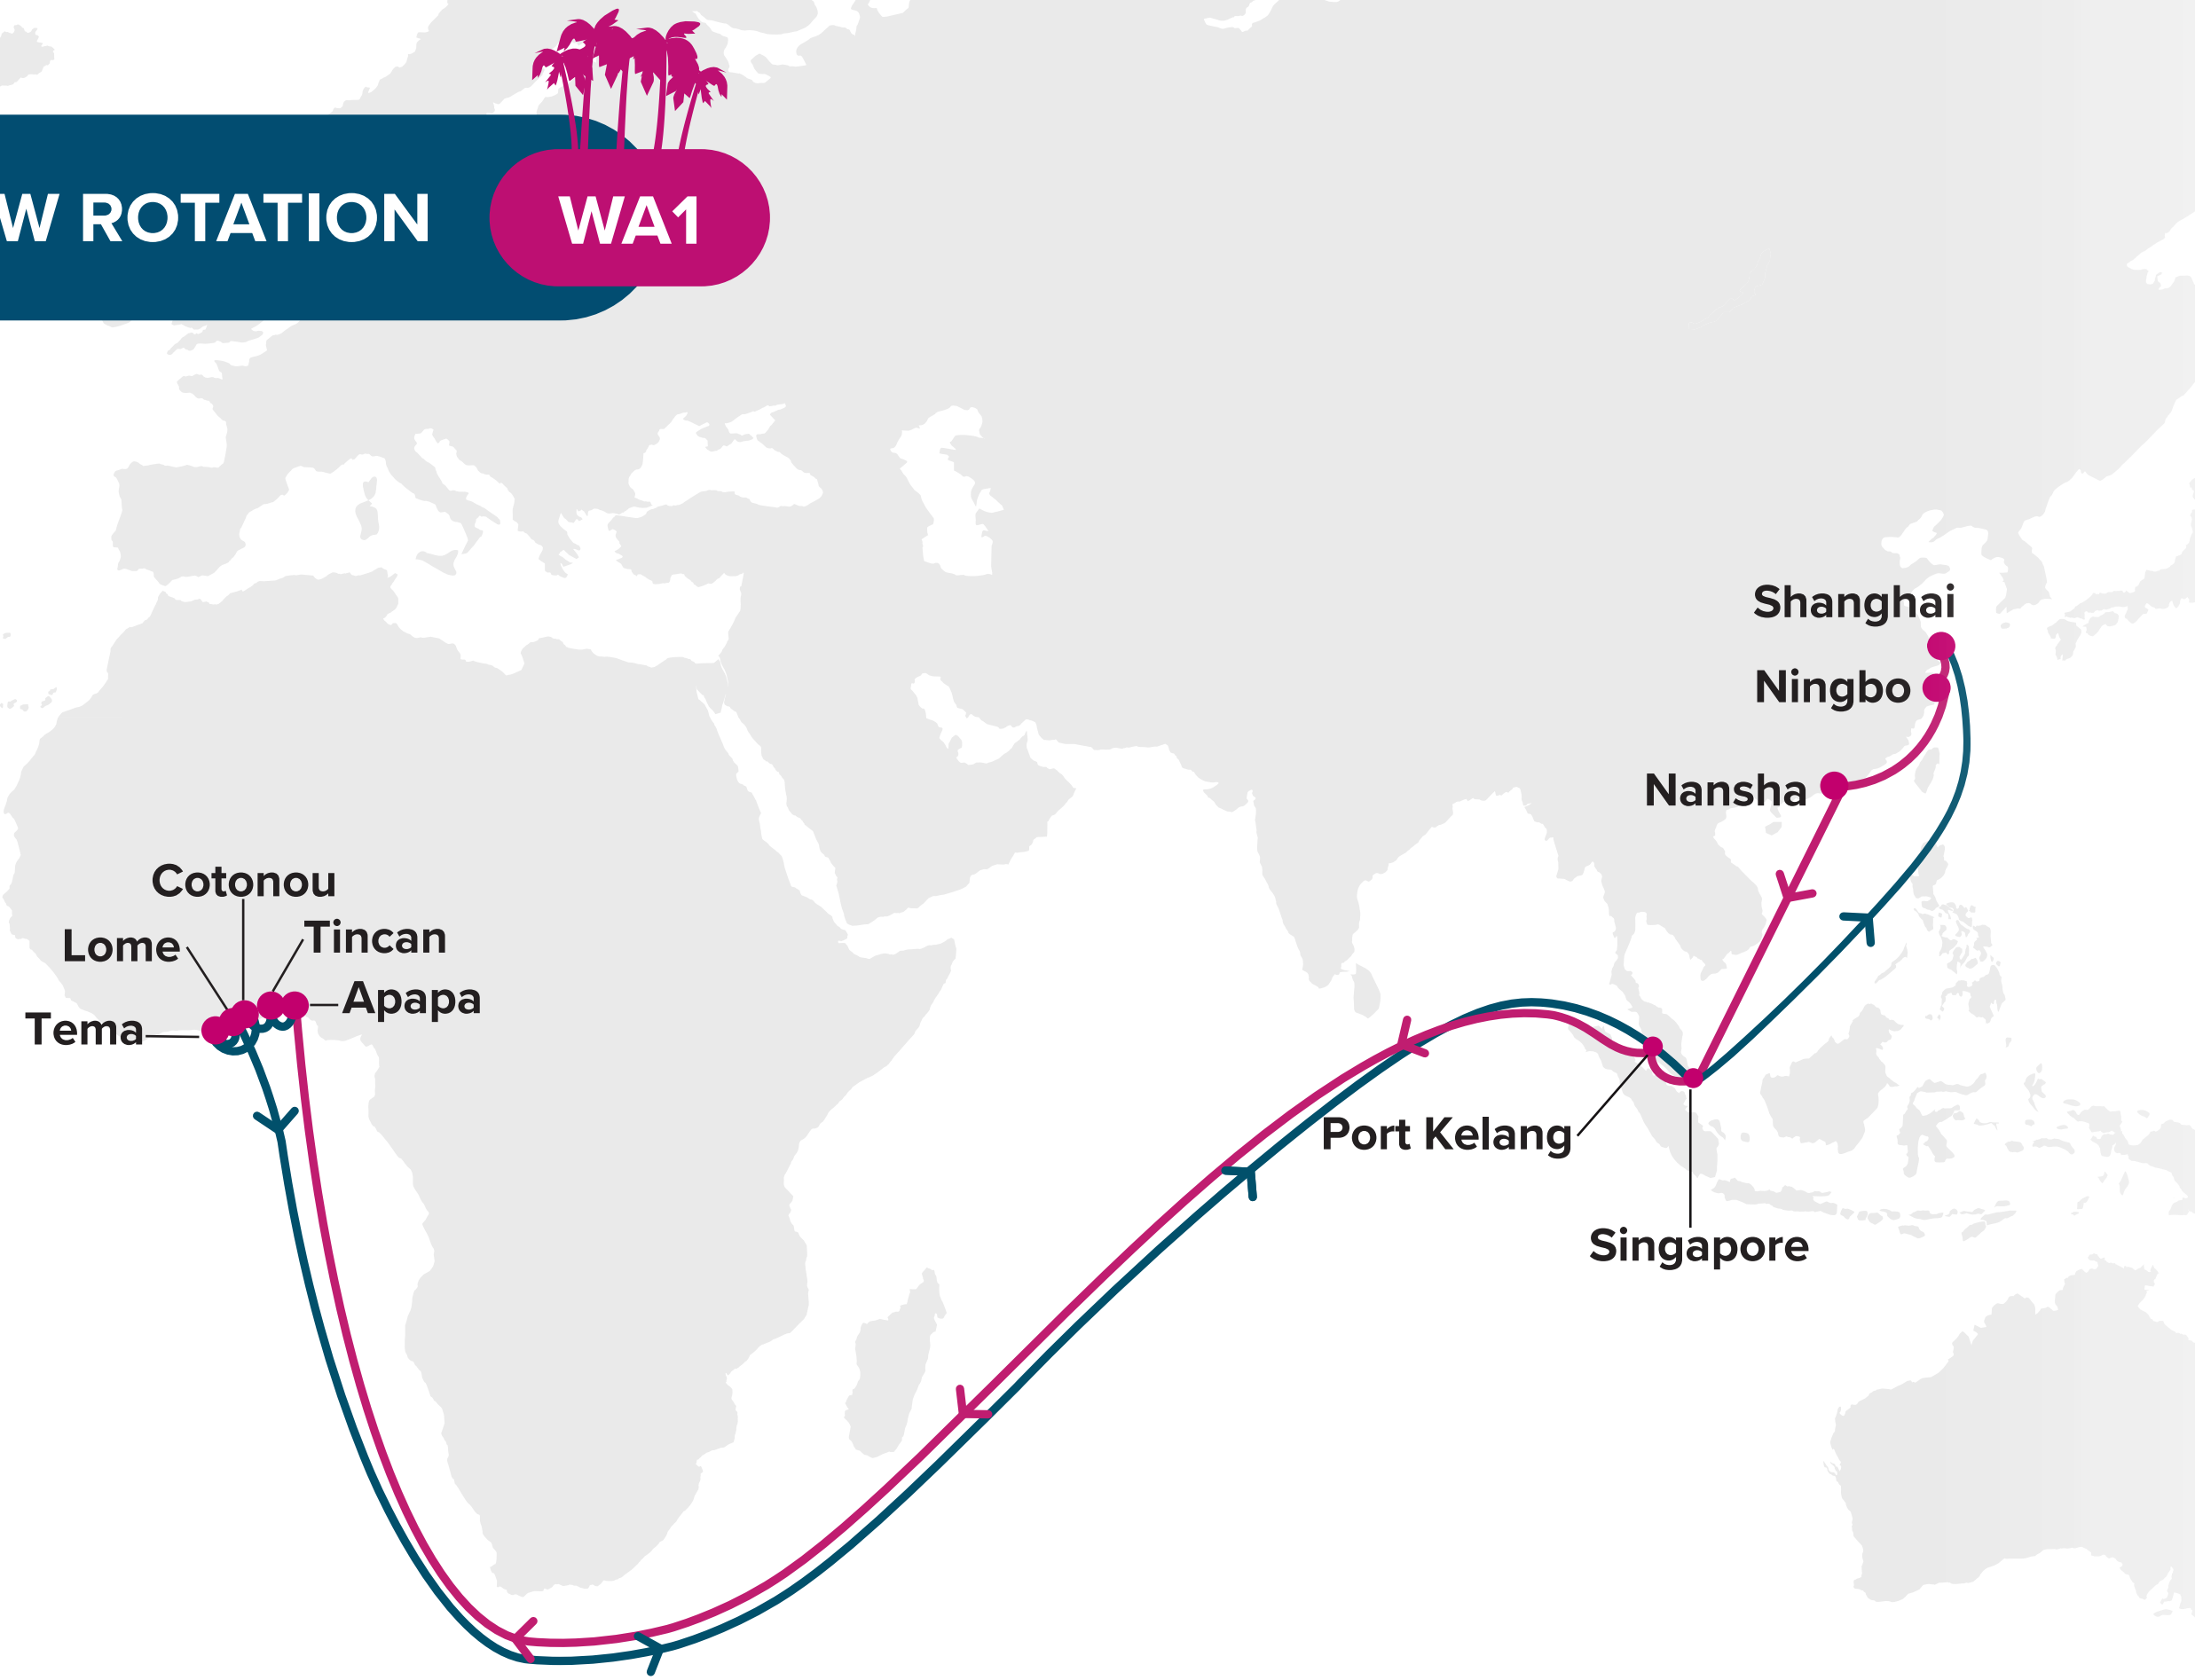 W ROTATION
WA1
Shanghai
Ningbo
Nansha
Cotonou
Tincan
Lome
Apapa
Tema
Port Kelang
Singapore